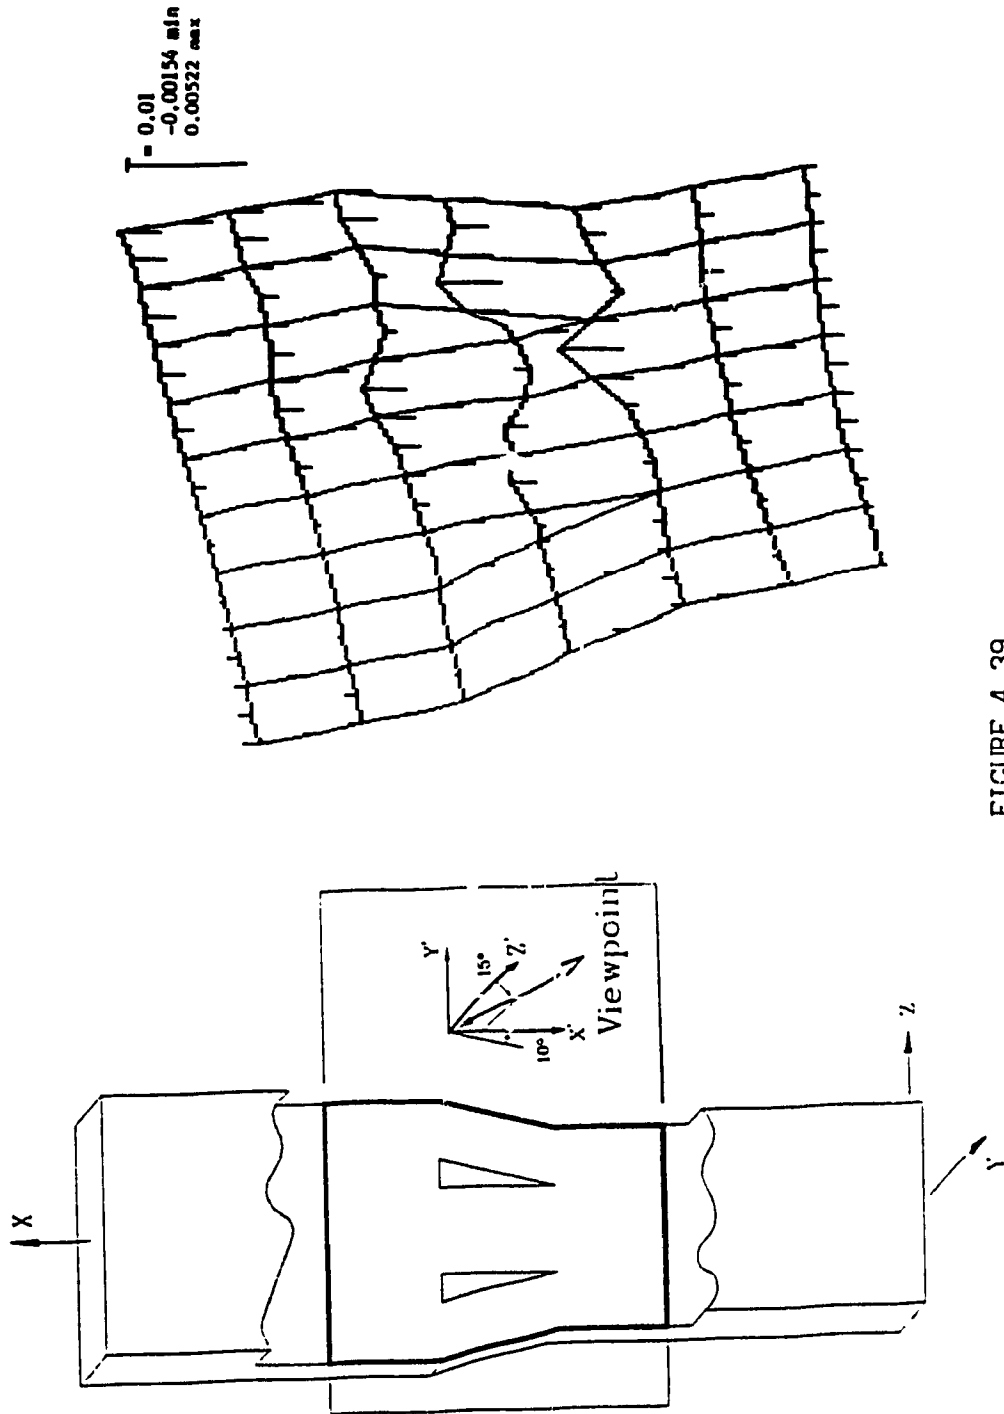 = 0.01
-0.00154 min
0.00522 max
X
Y'
Z'
15°
X'
10°
Viewpoint
Z
Y
FIGURE 4.39